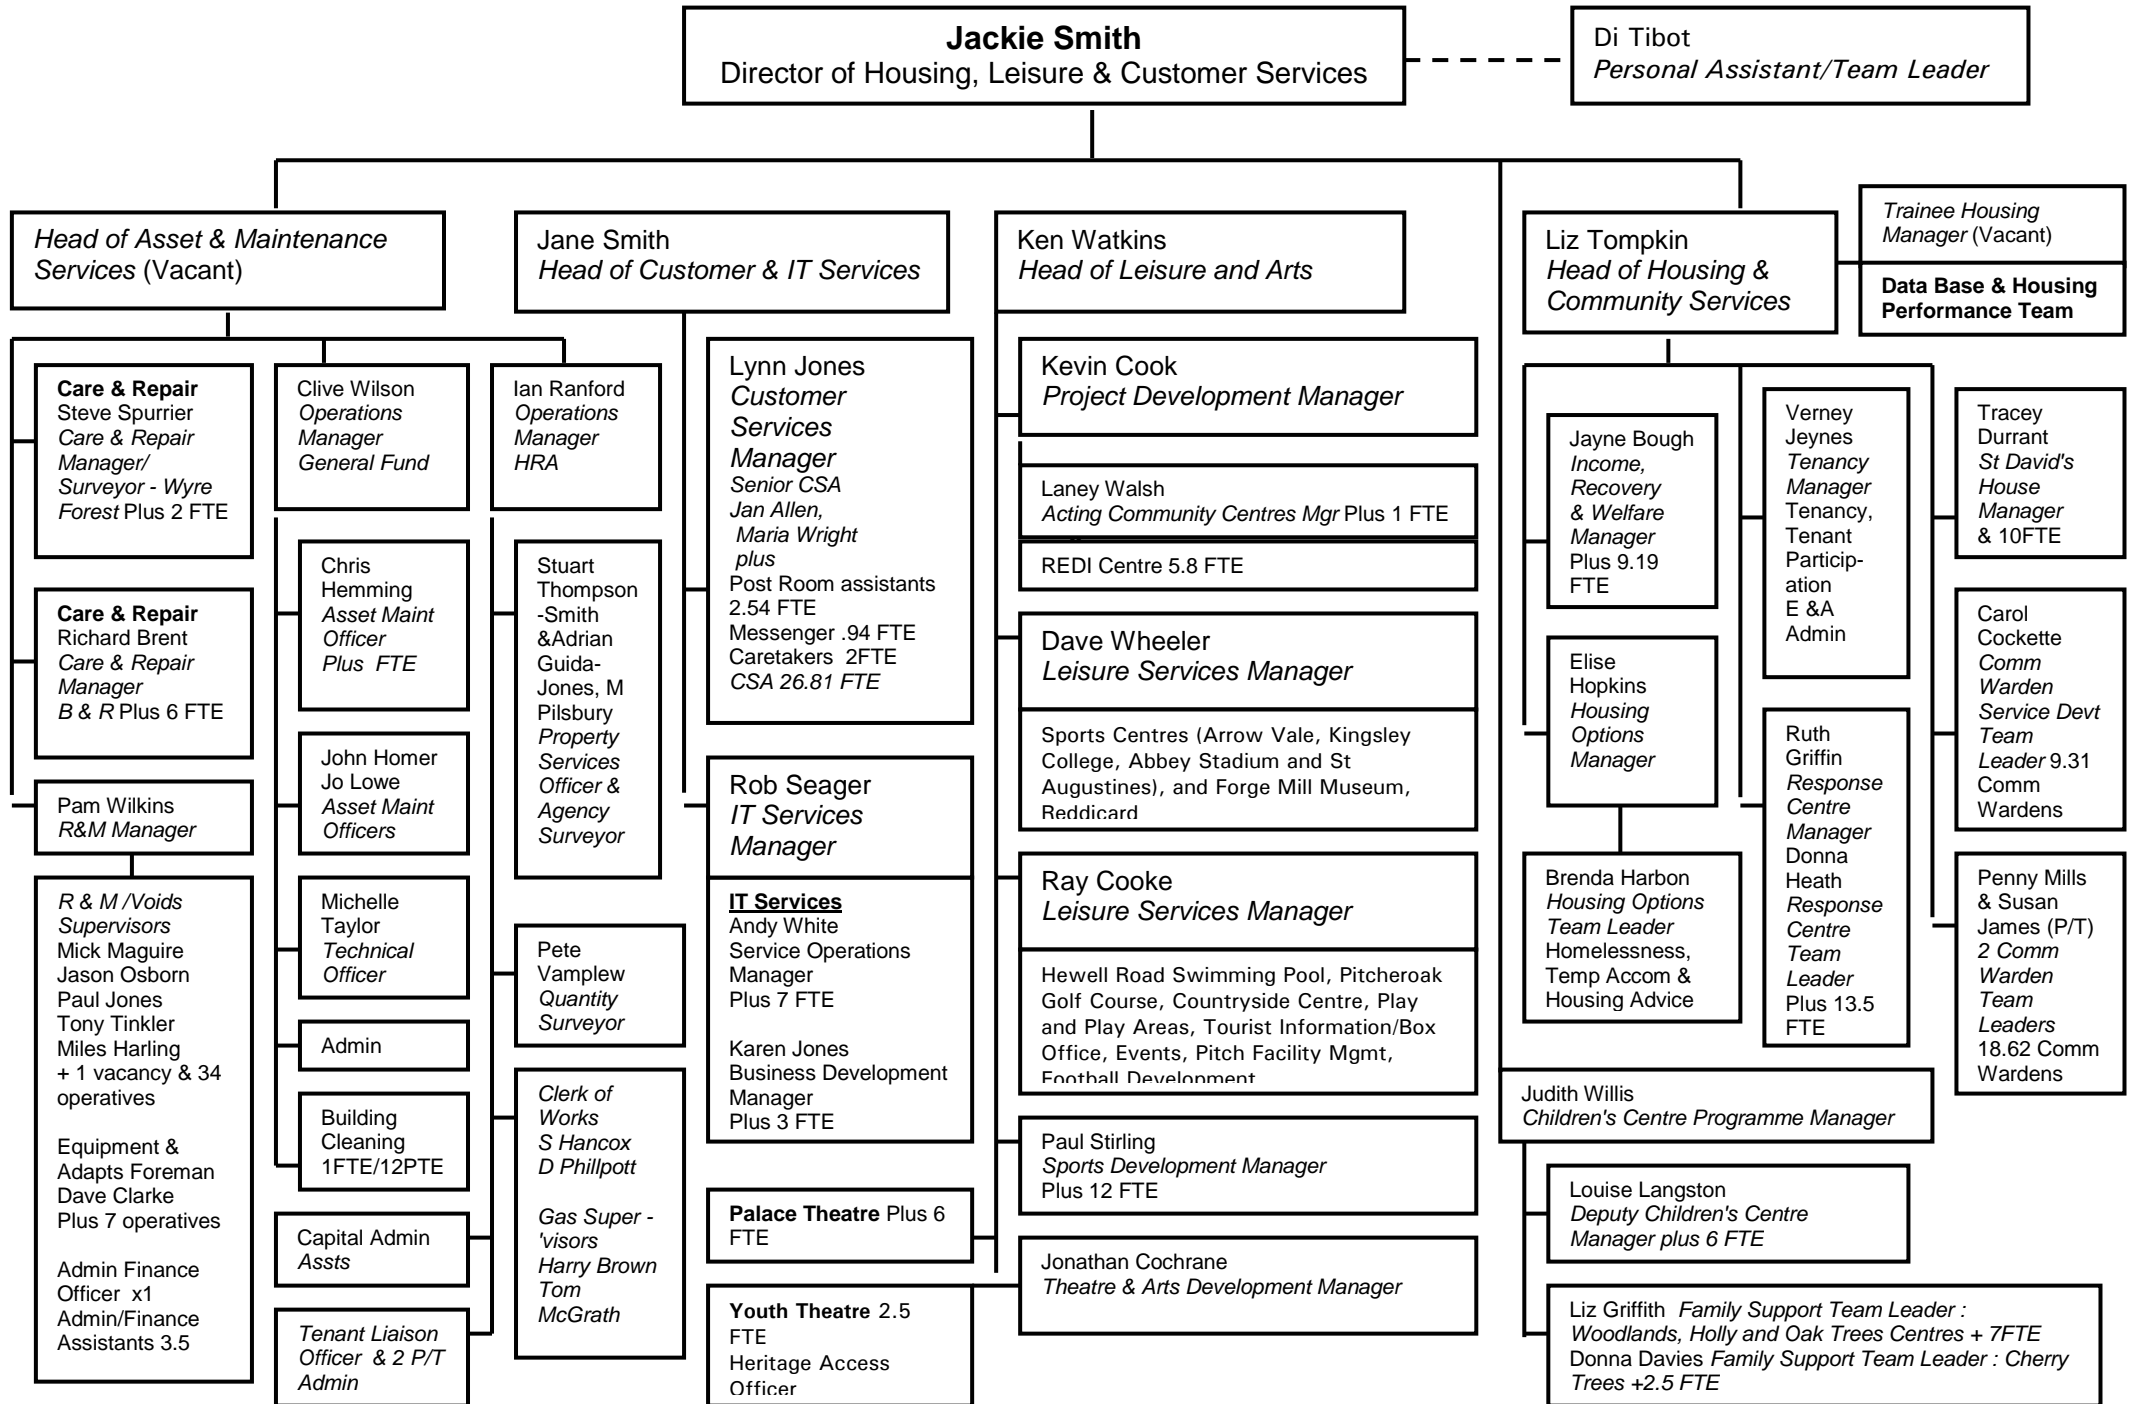 Jackie Smith
Director of Housing, Leisure & Customer Services
Di Tibot
Personal Assistant/Team Leader
Head of Asset & Maintenance
Services (Vacant)
Jane Smith
Head of Customer & IT Services
Ken Watkins
Head of Leisure and Arts
Liz Tompkin
Head of Housing &
Community Services
Trainee Housing
Manager (Vacant)
Data Base & Housing
Performance Team
Care & Repair
Steve Spurrier
Care & Repair
Manager/
Surveyor - Wyre
Forest Plus 2 FTE
Care & Repair
Richard Brent
Care & Repair
Manager
B & R Plus 6 FTE
Pam Wilkins
R&M Manager
R & M /Voids
Supervisors
Mick Maguire
Jason Osborn
Paul Jones
Tony Tinkler
Miles Harling
+ 1 vacancy & 34
operatives
Equipment &
Adapts Foreman
Dave Clarke
Plus 7 operatives
Admin Finance
Officer x1
Admin/Finance
Assistants 3.5
Clive Wilson
Operations
Manager
General Fund
Chris
Hemming
Asset Maint
Officer
Plus FTE
John Homer
Jo Lowe
Asset Maint
Officers
Michelle
Taylor
Technical
Officer
Admin
Building
Cleaning
1FTE/12PTE
Capital Admin
Assts
Tenant Liaison
Officer & 2 P/T
Admin
Ian Ranford
Operations
Manager
HRA
Stuart
Thompson
-Smith
&Adrian
Guida-
Jones, M
Pilsbury
Property
Services
Officer &
Agency
Surveyor
Pete
Vamplew
Quantity
Surveyor
Clerk of
Works
S Hancox
D Phillpott
Gas Super -
'visors
Harry Brown
Tom
McGrath
Lynn Jones
Customer
Services
Manager
Senior CSA
Jan Allen,
Maria Wright
plus
Post Room assistants
2.54 FTE
Messenger .94 FTE
Caretakers 2FTE
CSA 26.81 FTE
Rob Seager
IT Services
Manager
IT Services
Andy White
Service Operations
Manager
Plus 7 FTE
Karen Jones
Business Development
Manager
Plus 3 FTE
Palace Theatre Plus 6
FTE
Youth Theatre 2.5
FTE
Heritage Access
Officer
Kevin Cook
Project Development Manager
Laney Walsh
Acting Community Centres Mgr Plus 1 FTE
REDI Centre 5.8 FTE
Dave Wheeler
Leisure Services Manager
Sports Centres (Arrow Vale, Kingsley
College, Abbey Stadium and St
Augustines), and Forge Mill Museum,
Reddicard
Ray Cooke
Leisure Services Manager
Hewell Road Swimming Pool, Pitcheroak
Golf Course, Countryside Centre, Play
and Play Areas, Tourist Information/Box
Office, Events, Pitch Facility Mgmt,
Football Development
Paul Stirling
Sports Development Manager
Plus 12 FTE
Jonathan Cochrane
Theatre & Arts Development Manager
Jayne Bough
Income,
Recovery
& Welfare
Manager
Plus 9.19
FTE
Elise
Hopkins
Housing
Options
Manager
Brenda Harbon
Housing Options
Team Leader
Homelessness,
Temp Accom &
Housing Advice
Verney
Jeynes
Tenancy
Manager
Tenancy,
Tenant
Particip-
ation
E &A
Admin
Ruth
Griffin
Response
Centre
Manager
Donna
Heath
Response
Centre
Team
Leader
Plus 13.5
FTE
Tracey
Durrant
St David's
House
Manager
& 10FTE
Carol
Cockette
Comm
Warden
Service Devt
Team
Leader 9.31
Comm
Wardens
Penny Mills
& Susan
James (P/T)
2 Comm
Warden
Team
Leaders
18.62 Comm
Wardens
Judith Willis
Children's Centre Programme Manager
Louise Langston
Deputy Children's Centre
Manager plus 6 FTE
Liz Griffith Family Support Team Leader :
Woodlands, Holly and Oak Trees Centres + 7FTE
Donna Davies Family Support Team Leader : Cherry
Trees +2.5 FTE